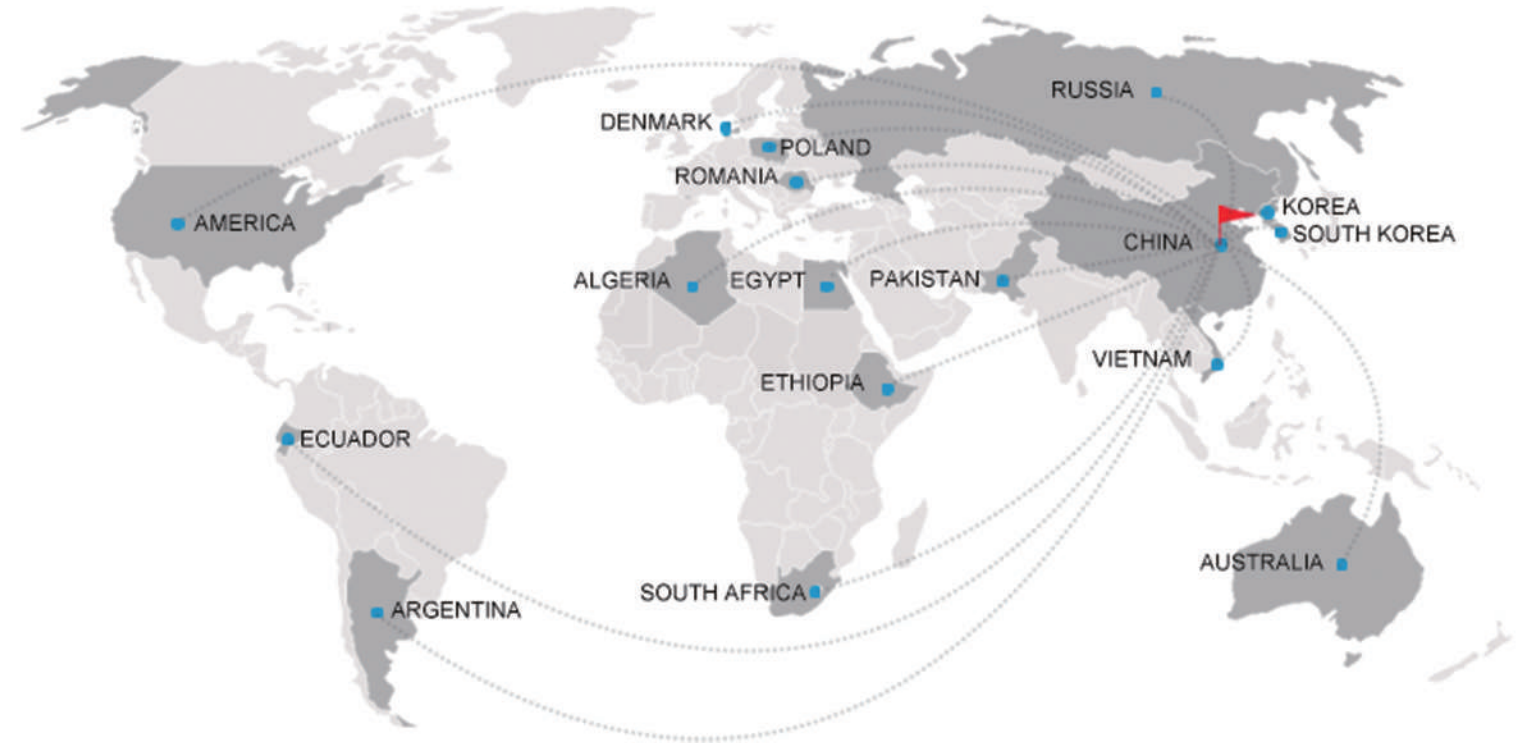 RUSSIA
DENMARK
POLAND
ROMANIA
KOREA
AMERICA
SOUTH KOREA
CHINA
ALGERIA
EGYPT
PAKISTAN
VIETNAM
ETHIOPIA
ECUADOR
AUSTRALIA
SOUTH AFRICA
ARGENTINA